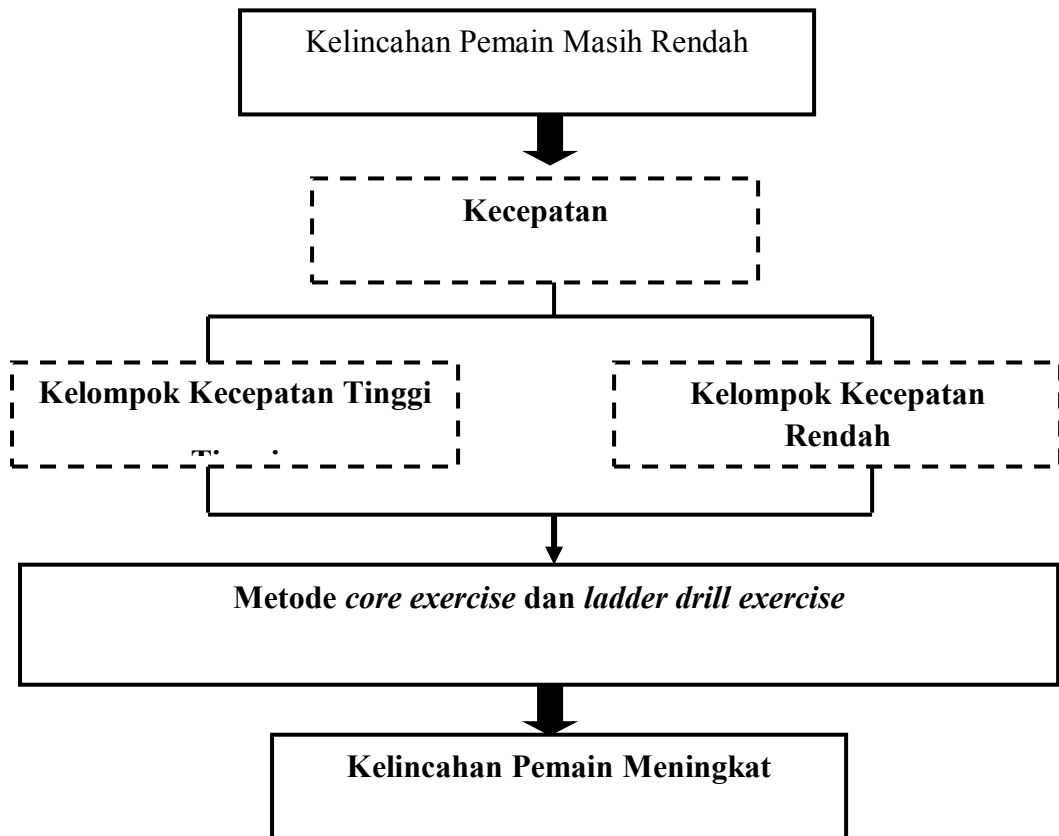 Kelincahan Pemain Masih Rendah
Kecepatan
Kelompok Kecepatan Tinggi
Kelompok Kecepatan
Rendah
Metode core exercise dan ladder drill exercise
Kelincahan Pemain Meningkat